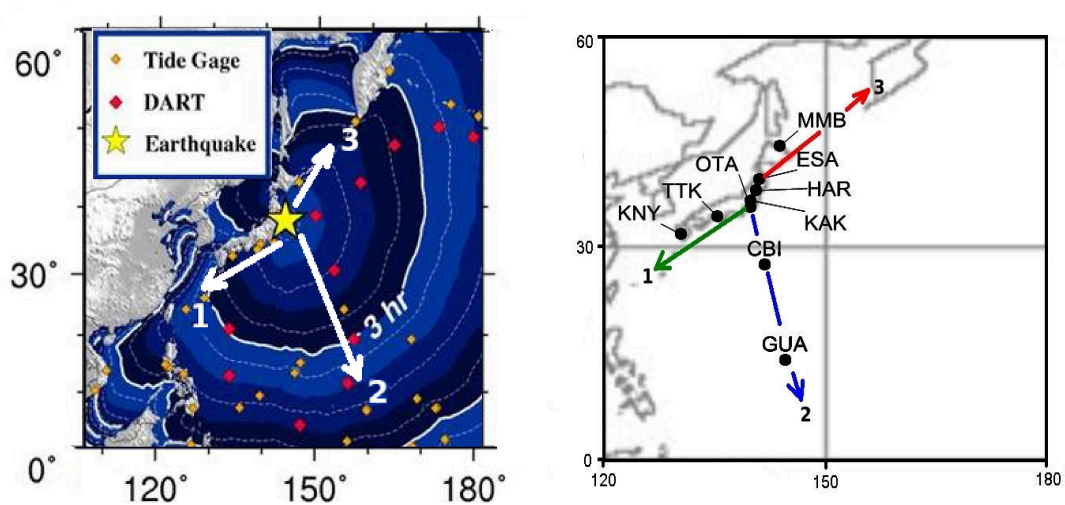 60°
Tide Gage
DART
Earthquake
3
30°
1
3 hr
2
0°
120° 150° 180°
60
3
MMB
OTA ESA
TTK HAR
KNY KAK
30
CBI
1
GUA
2
0
120 150 180